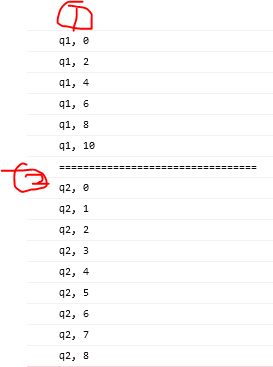 1
q1, 0
q1, 2
q1, 4
q1, 6
q1, 8
q1, 10
=================================
2
q2, 0
q2, 1
q2, 2
q2, 3
q2, 4
q2, 5
q2, 6
q2, 7
q2, 8